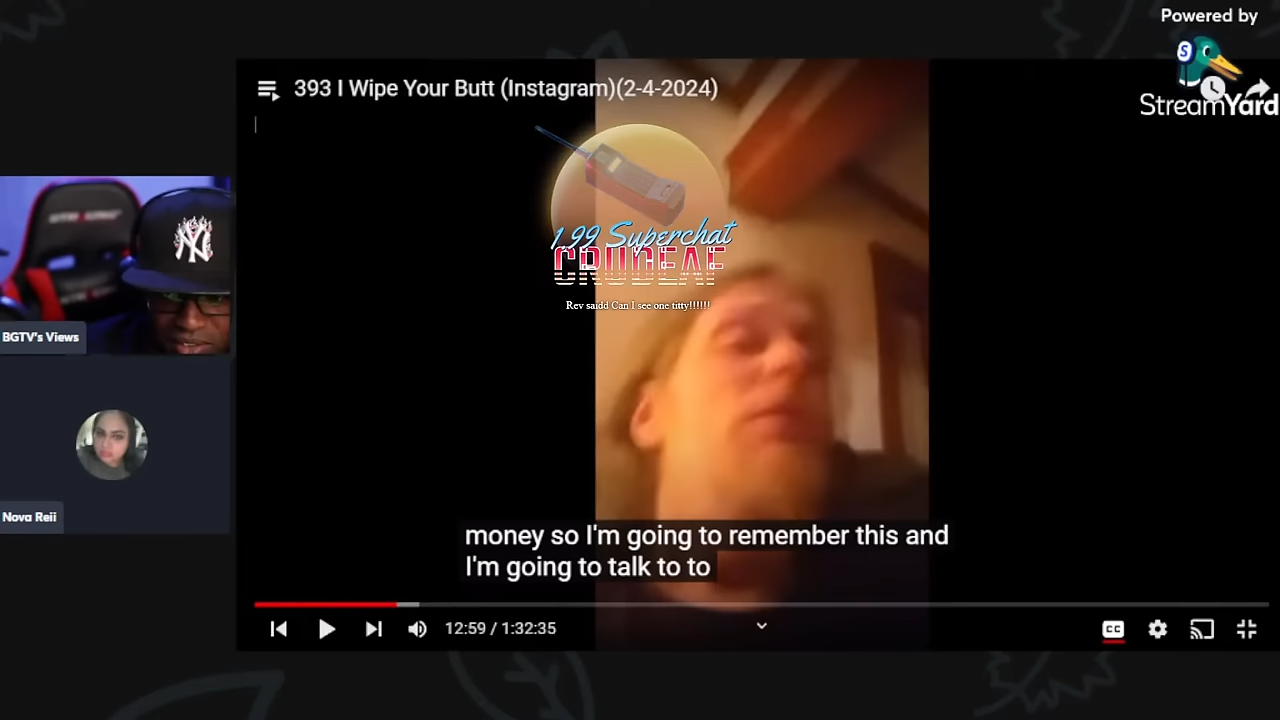 Powered by
StreamYard
393 I Wipe Your Butt (Instagram)(2-4-2024)
1.99 Superchat
CRUDEAF
Rev saidd Can I see one titty!!!!!!
BGTV's Views
Nova Reii
money so I'm going to remember this and
I'm going to talk to to
12:59 / 1:32:35
CC